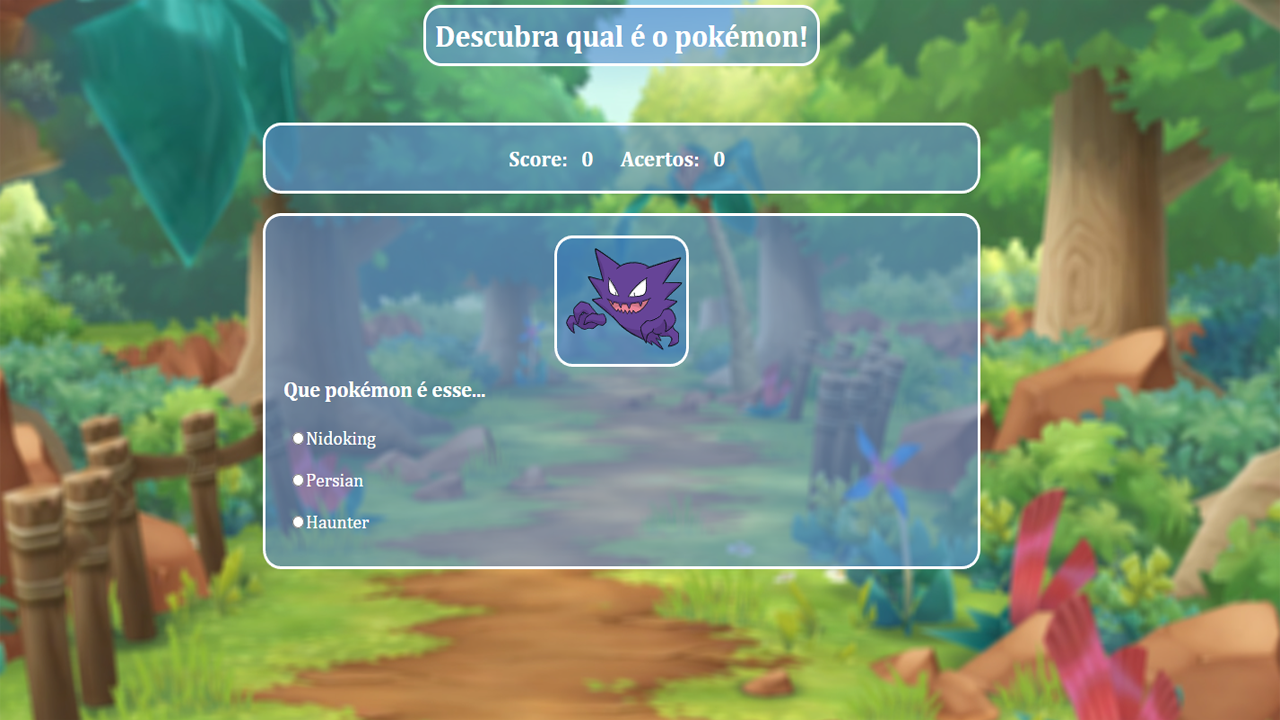 Descubra qual é o pokémon!
Score: 0 Acertos: 0
Que pokémon é esse...
Nidoking
Persian
Haunter